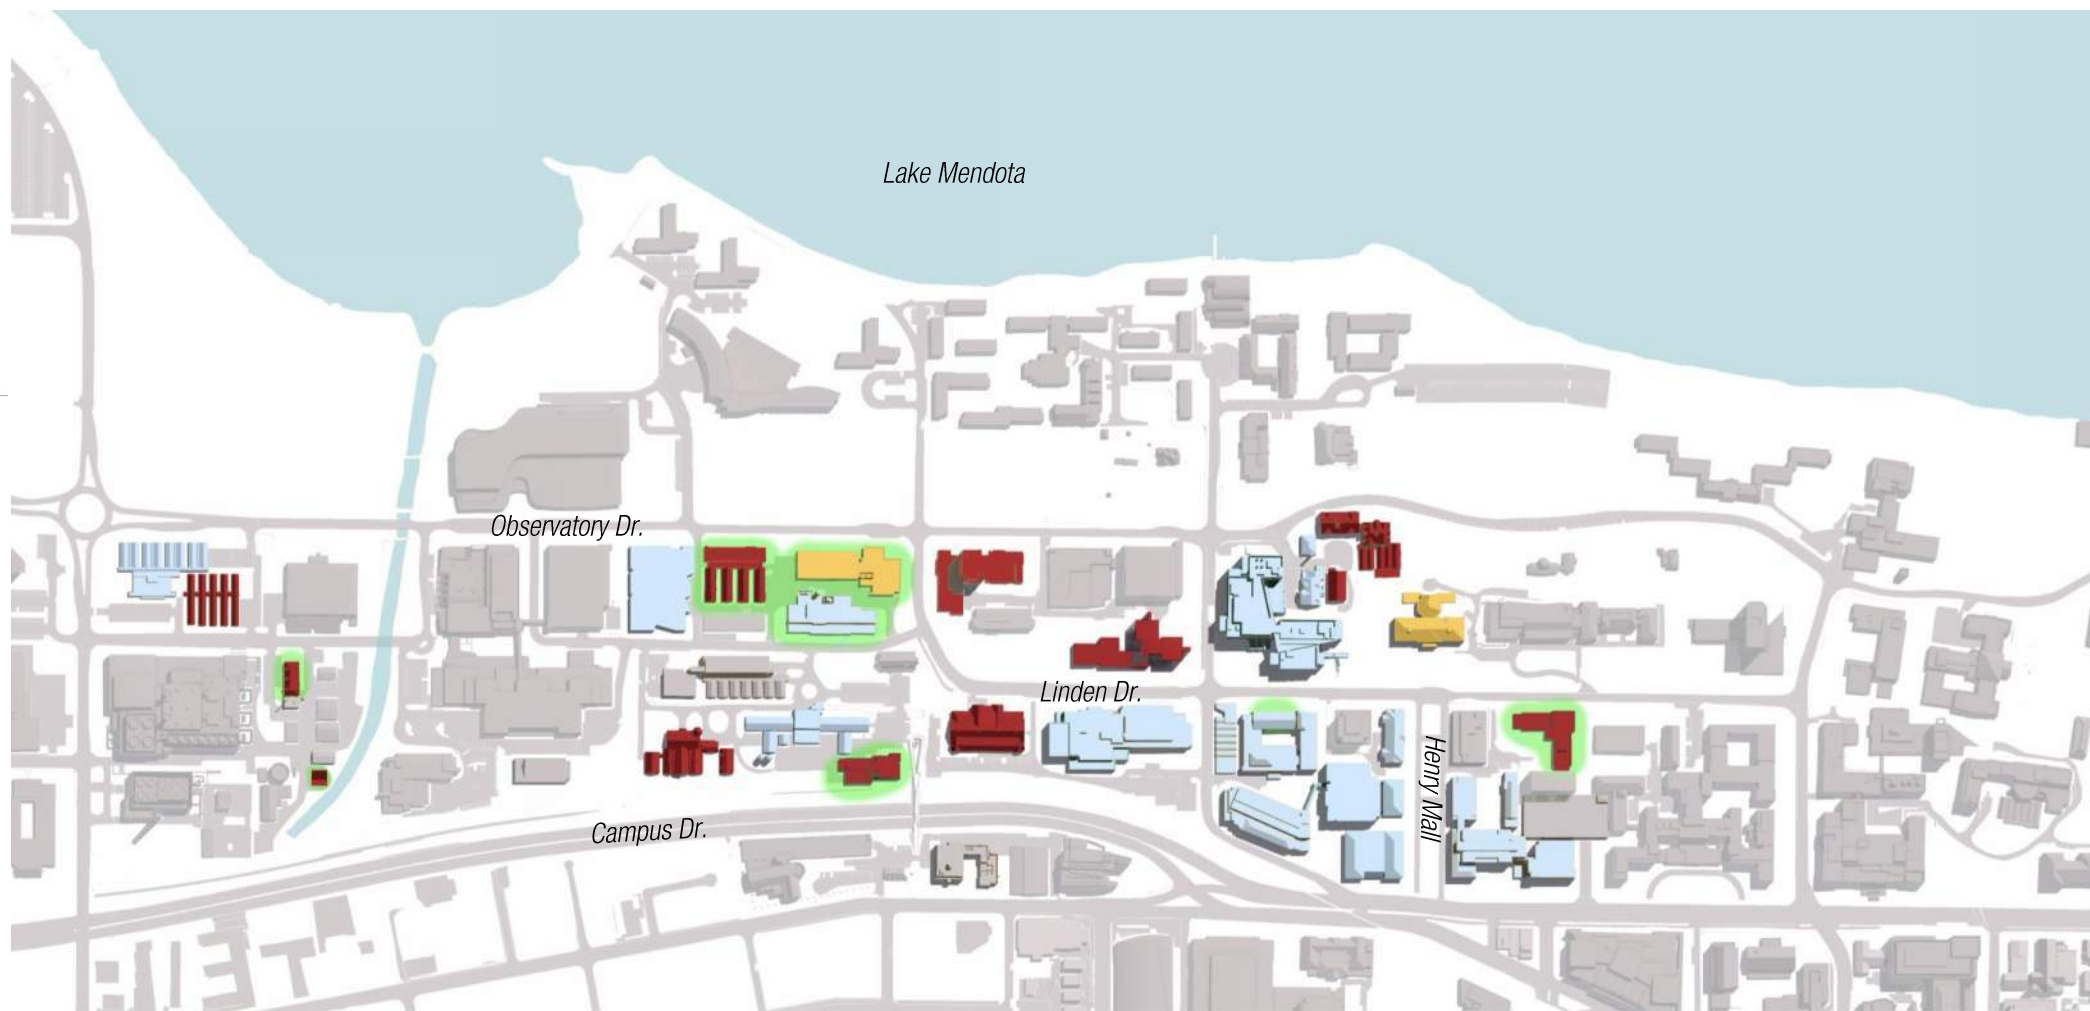 Lake Mendota
Observatory Dr.
Linden Dr.
Henry Mall
Campus Dr.